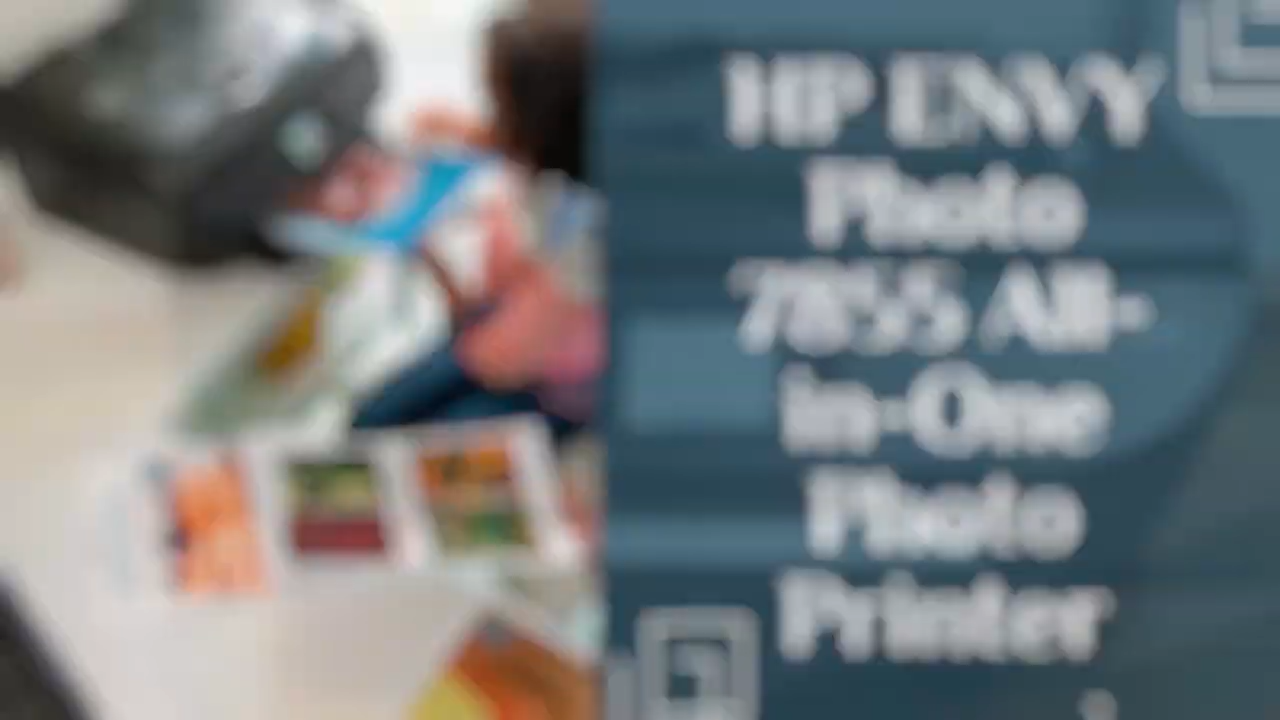 HP ENVY
Photo
7855 All-
in-One
Photo
Printer